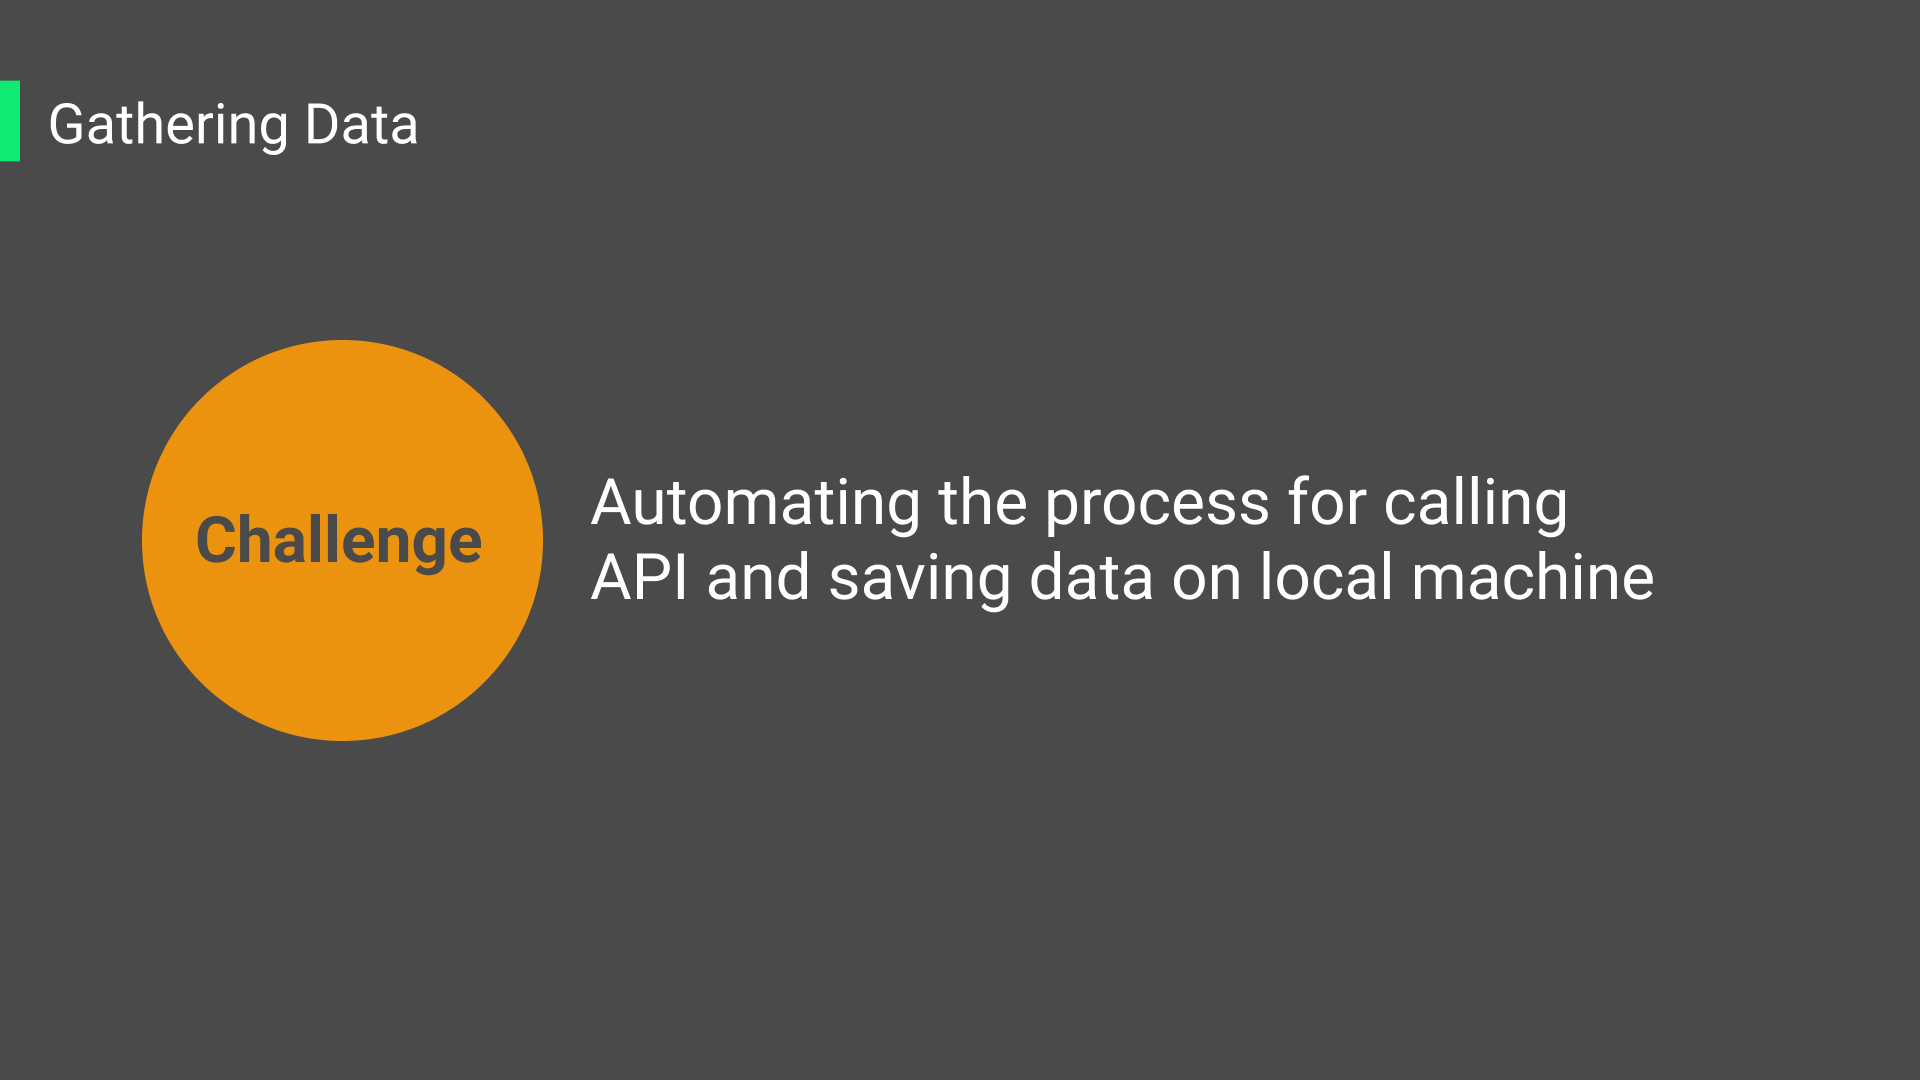 Gathering Data
Challenge
Automating the process for calling
API and saving data on local machine